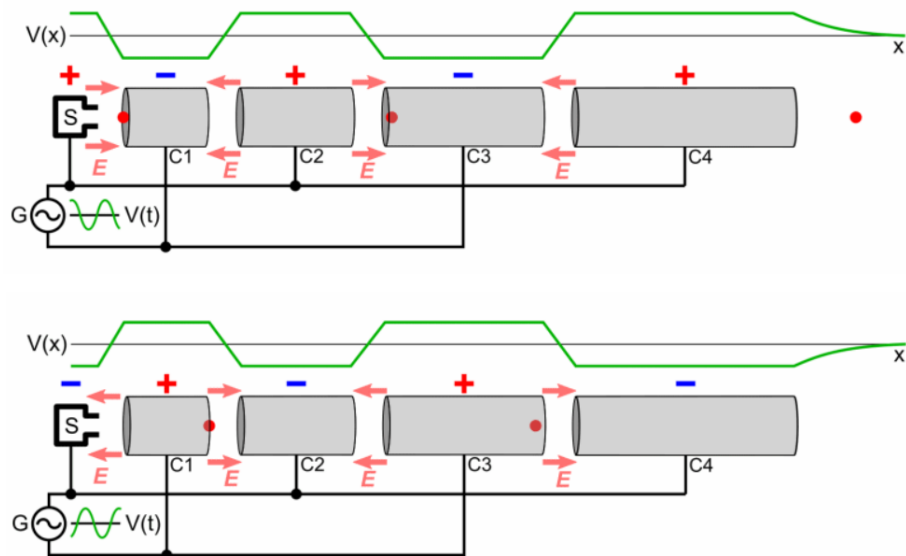 V(x)
x
+ − + − +
S
E E E E
C1 C2 C3 C4
G V(t)
V(x)
x
− + − + −
S
E E E E
C1 C2 C3 C4
G V(t)